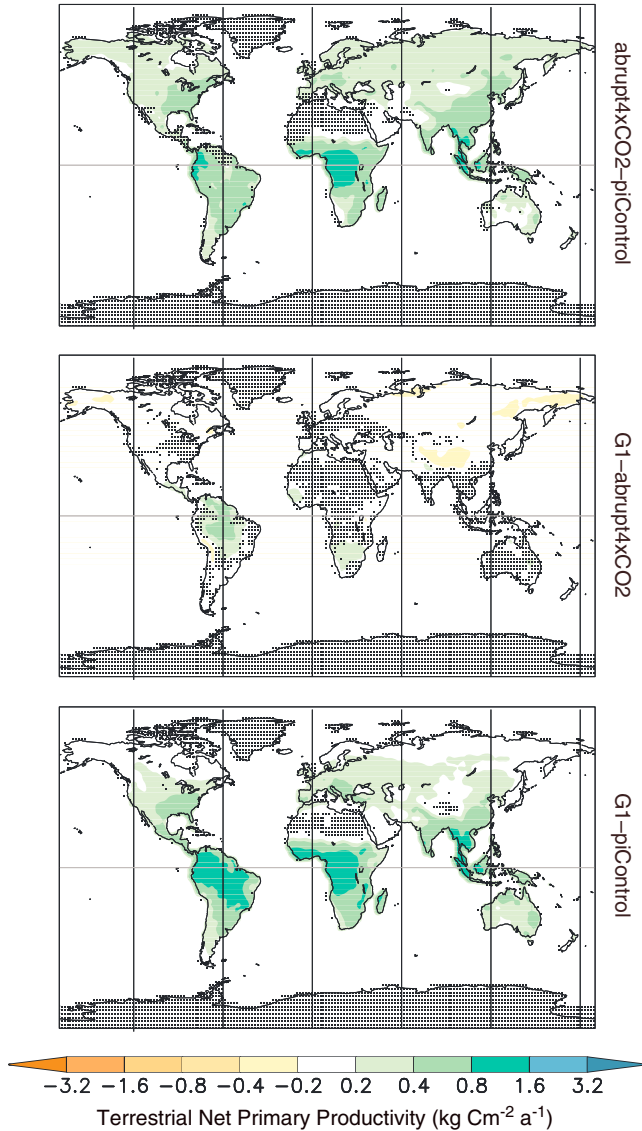 abrupt4xCO2–piControl
G1–abrupt4xCO2
G1–piControl
−3.2 −1.6 −0.8 −0.4 −0.2 0.2 0.4 0.8 1.6 3.2
Terrestrial Net Primary Productivity (kg Cm⁻² a⁻¹)